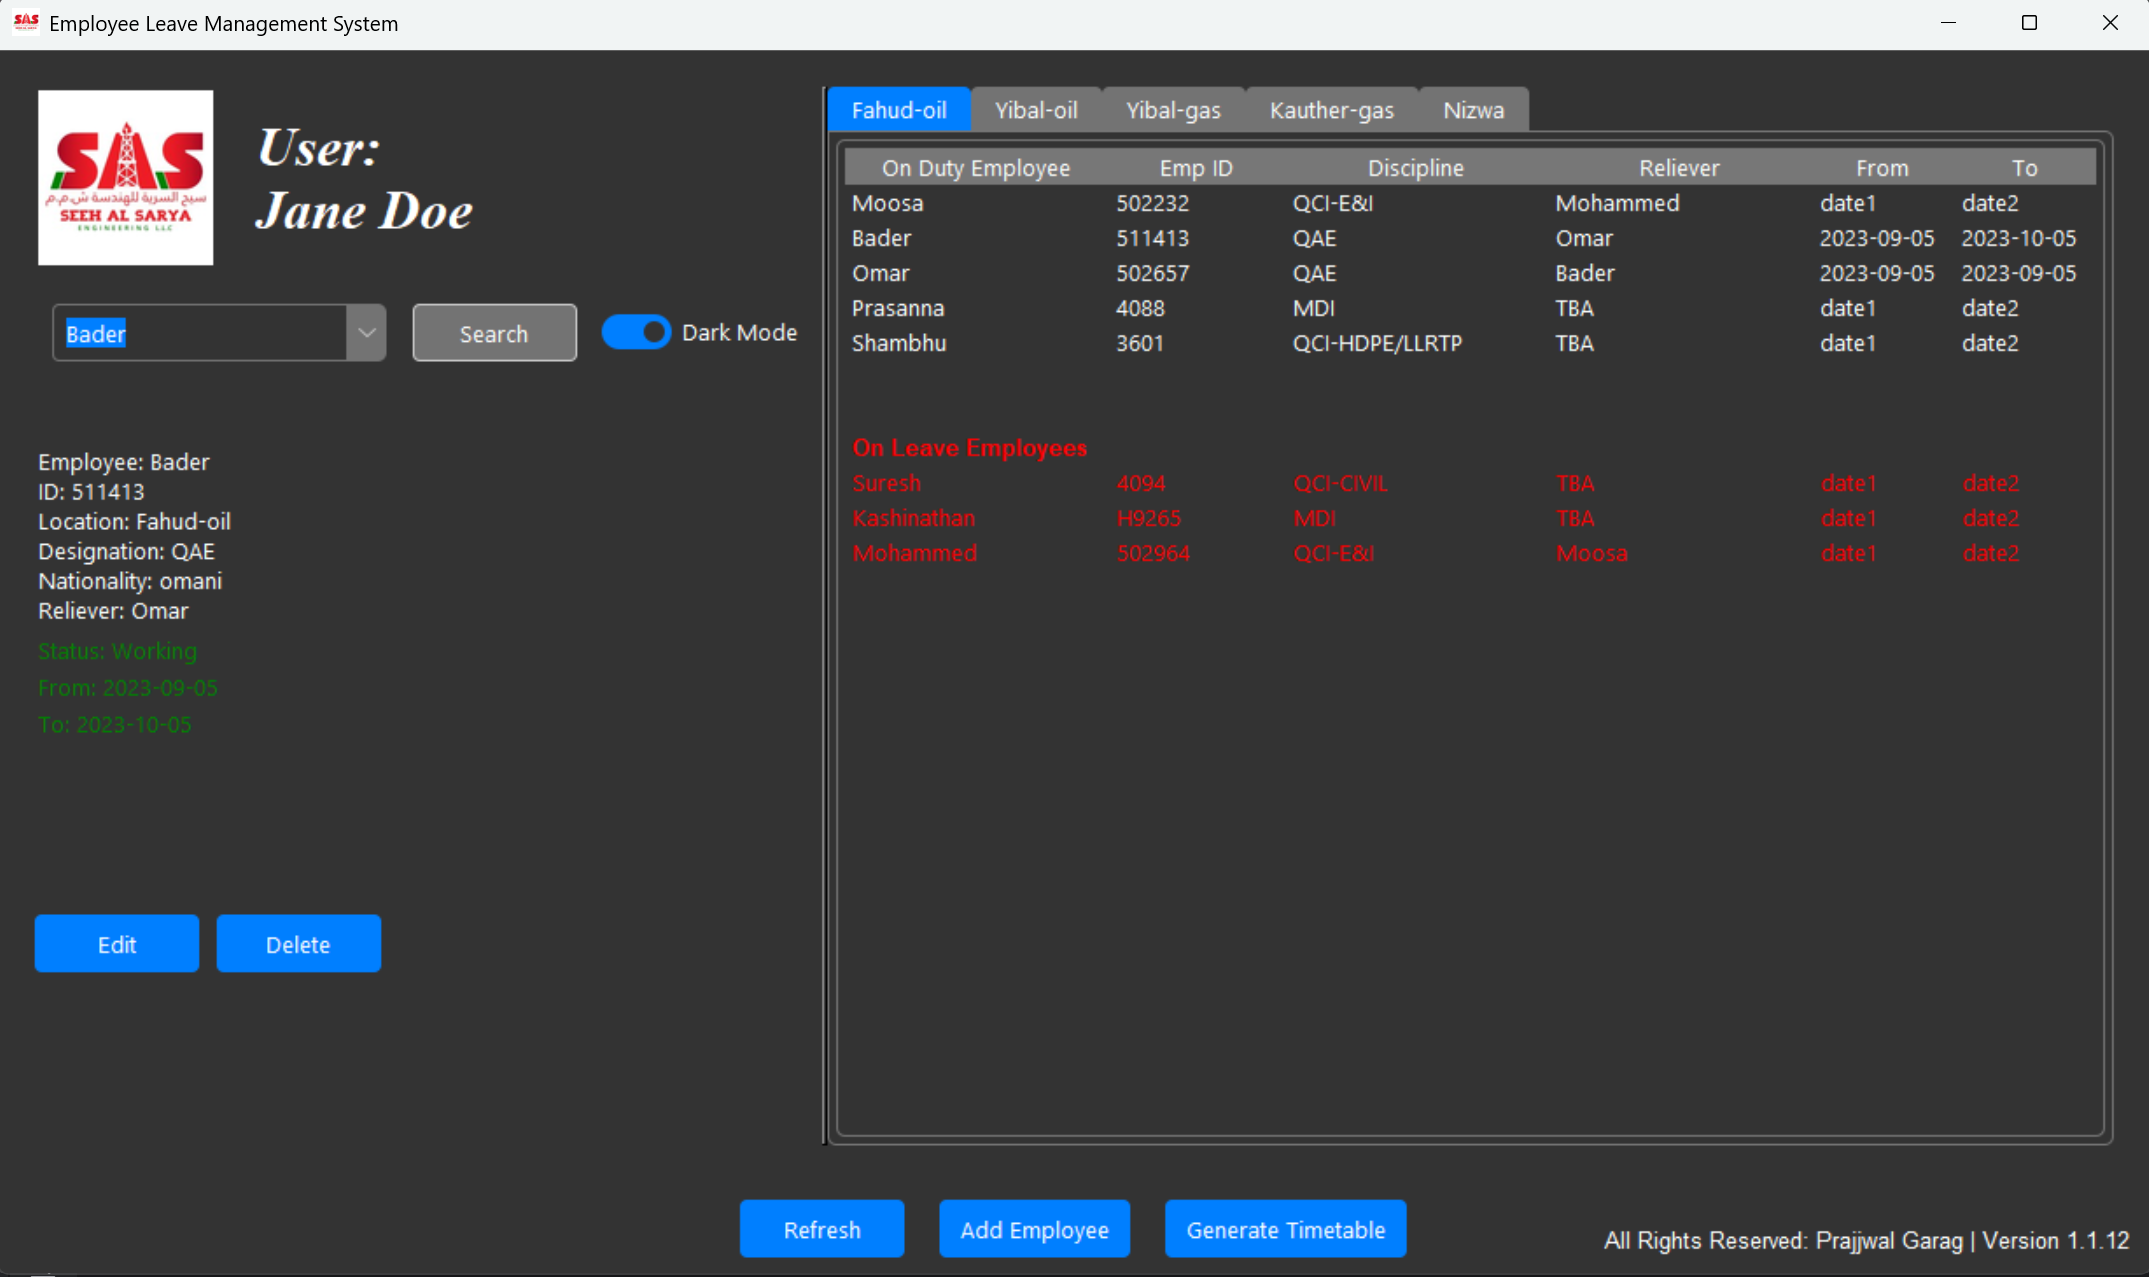 SAS Employee Leave Management System
SAS
سيح السرية للهندسة ش.م.م
SEEH AL SARYA
ENGINEERING LLC
User:
Jane Doe
Bader
Search
Dark Mode
Employee: Bader
ID: 511413
Location: Fahud-oil
Designation: QAE
Nationality: omani
Reliever: Omar
Status: Working
From: 2023-09-05
To: 2023-10-05
Edit Delete
Fahud-oil Yibal-oil Yibal-gas Kauther-gas Nizwa
On Duty Employee Emp ID Discipline Reliever From To
Moosa 502232 QCI-E&I Mohammed date1 date2
Bader 511413 QAE Omar 2023-09-05 2023-10-05
Omar 502657 QAE Bader 2023-09-05 2023-09-05
Prasanna 4088 MDI TBA date1 date2
Shambhu 3601 QCI-HDPE/LLRTP TBA date1 date2
On Leave Employees
Suresh 4094 QCI-CIVIL TBA date1 date2
Kashinathan H9265 MDI TBA date1 date2
Mohammed 502964 QCI-E&I Moosa date1 date2
Refresh Add Employee Generate Timetable
All Rights Reserved: Prajjwal Garag | Version 1.1.12